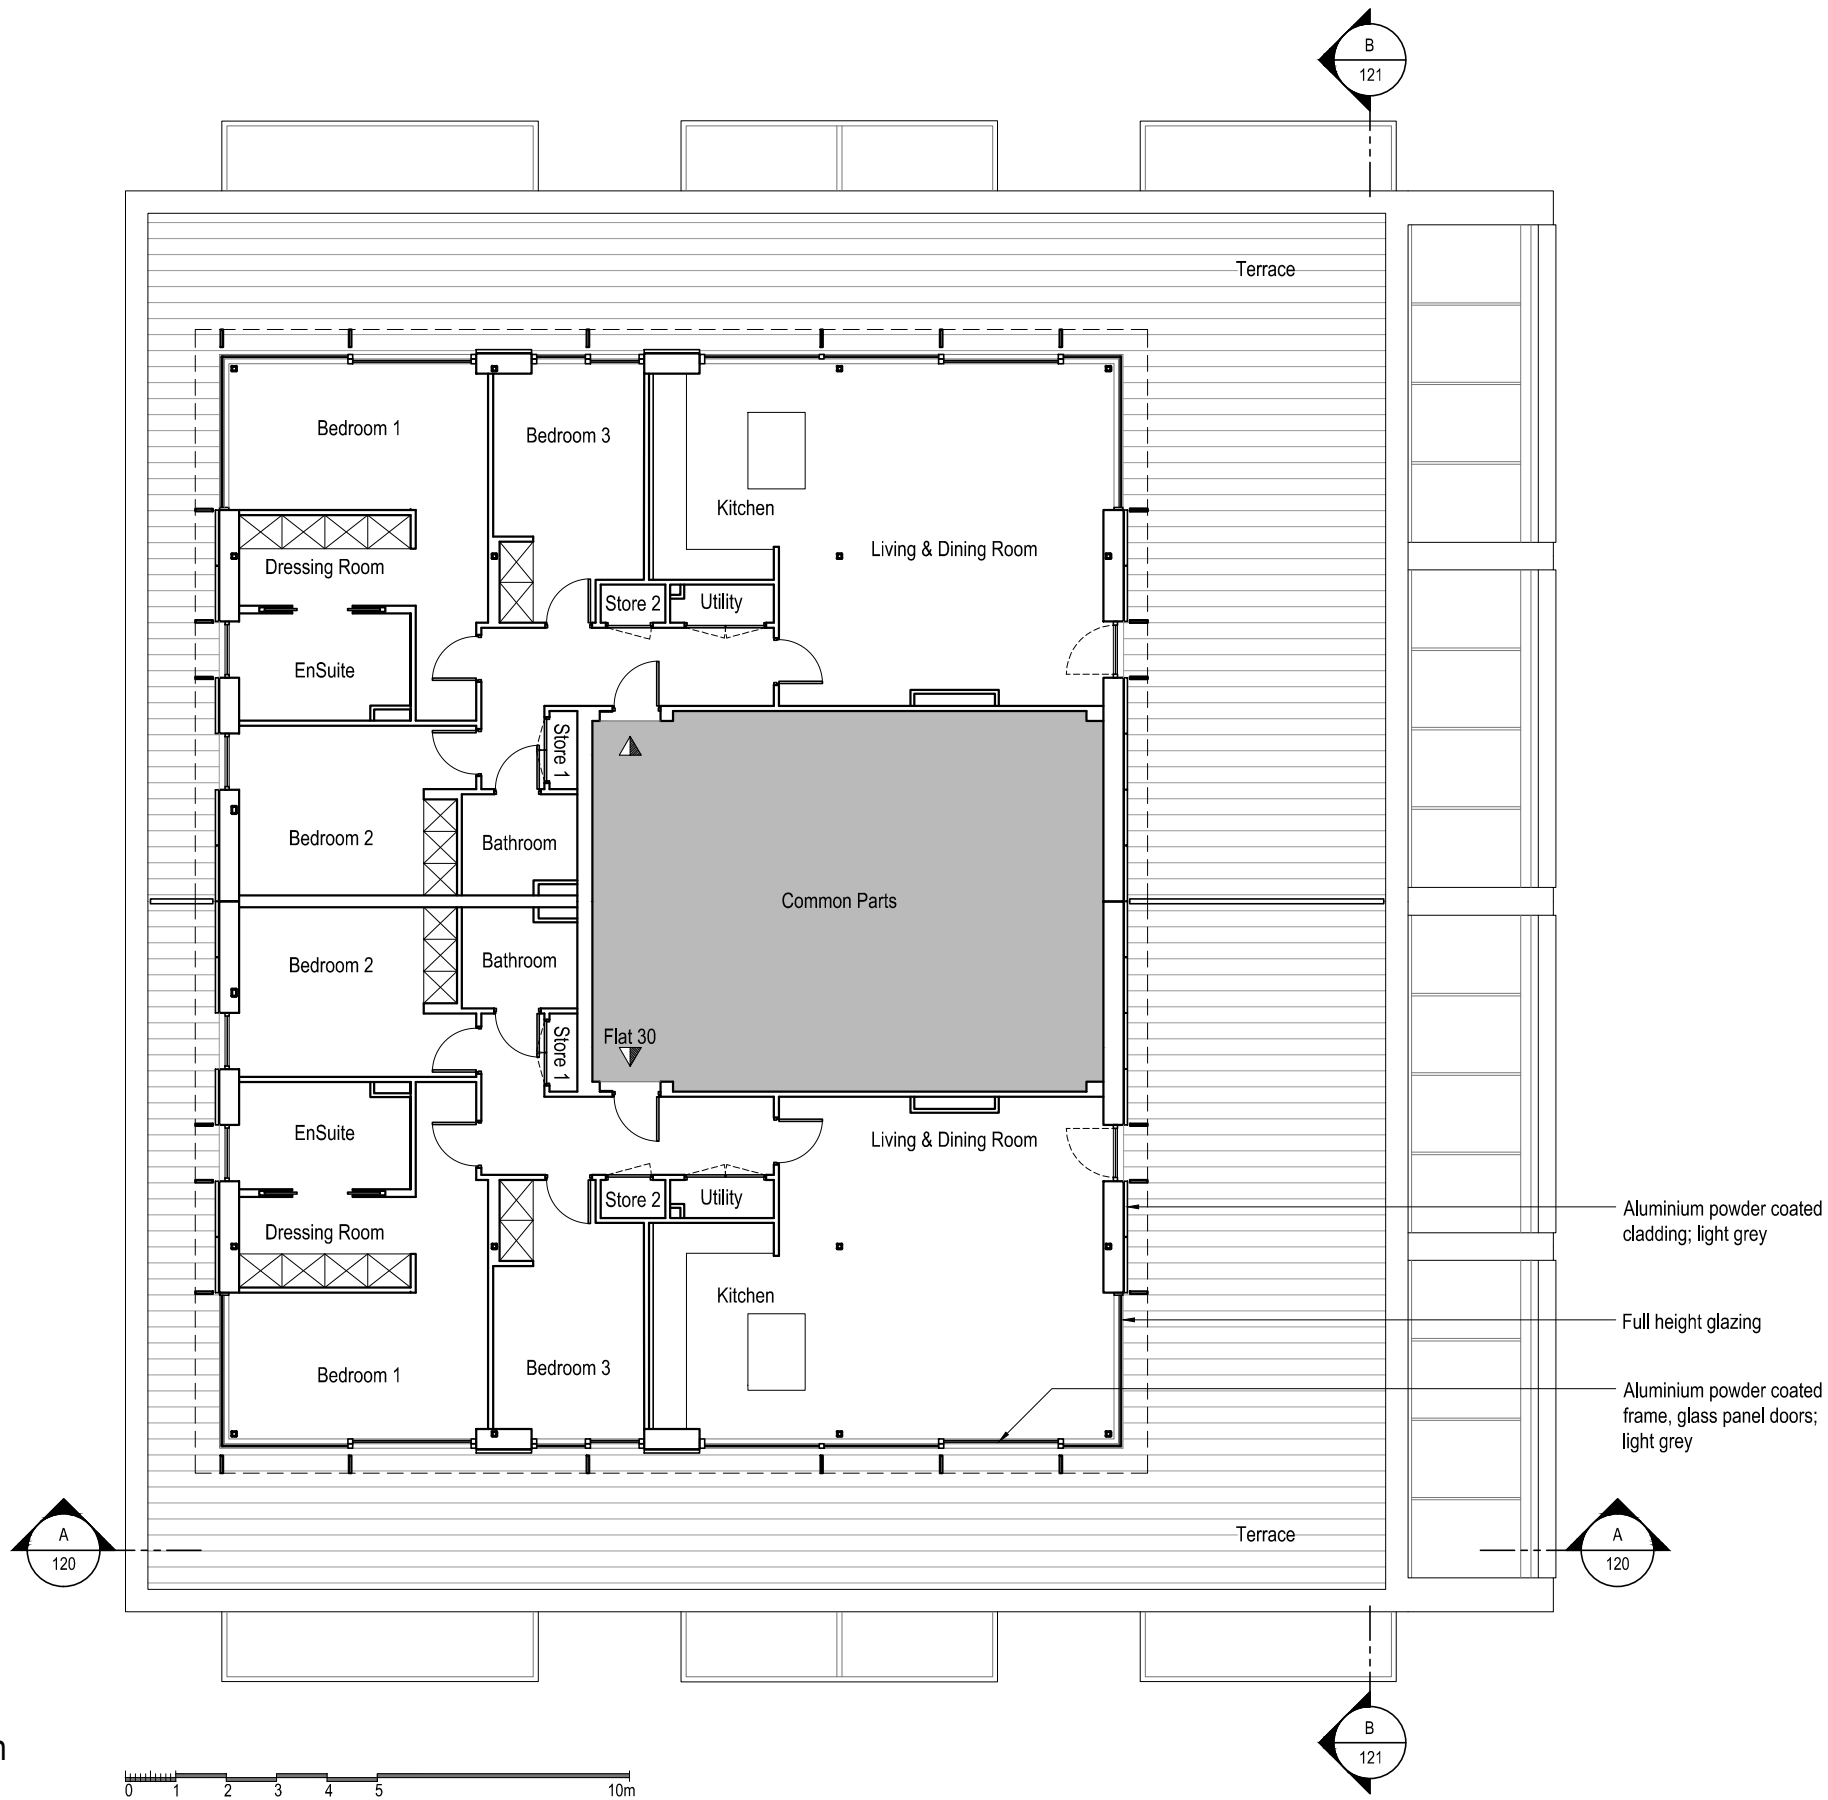 B
121
Terrace
Bedroom 1
Bedroom 3
Kitchen
Living & Dining Room
Dressing Room
Store 2
Utility
EnSuite
Store 1
Bedroom 2
Bathroom
Common Parts
Bedroom 2
Bathroom
Flat 30
Store 1
EnSuite
Living & Dining Room
Store 2
Utility
Dressing Room
Kitchen
Bedroom 1
Bedroom 3
Aluminium powder coated
cladding; light grey
Full height glazing
Aluminium powder coated
frame, glass panel doors;
light grey
Terrace
A
120
A
120
B
121
0 1 2 3 4 5 10m